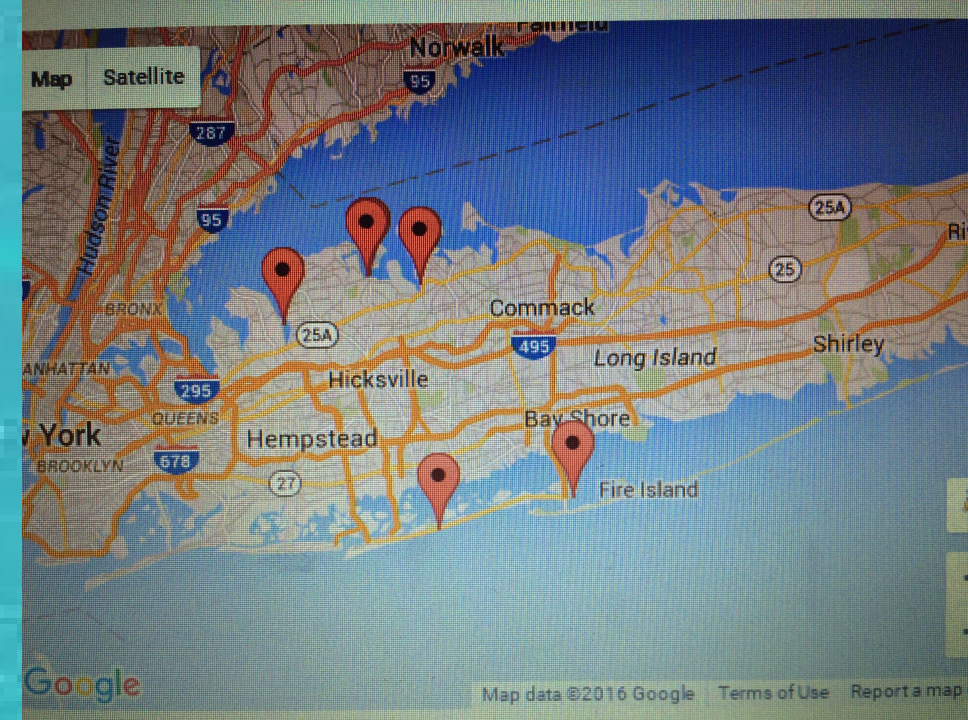 Fairfield
Norwalk
95
Map Satellite
287
Hudson River
95
25A
Ri
25
BRONX
Commack
25A
495
Long Island
Shirley
ANHATTAN
Hicksville
295
QUEENS
Bay Shore
w York
Hempstead
BROOKLYN
678
27
Fire Island
Google
Map data ©2016 Google Terms of Use Report a map